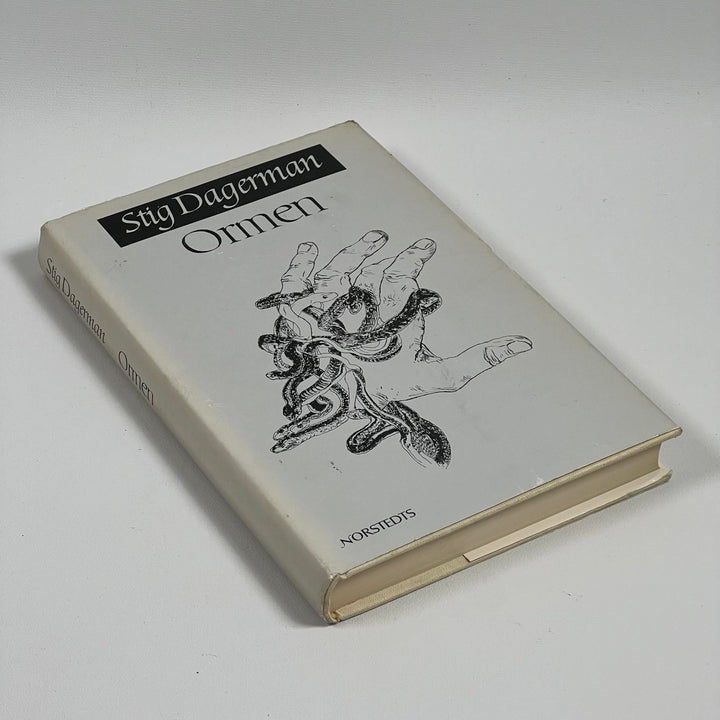 Stig Dagerman
Ormen
Stig Dagerman Ormen
NORSTEDTS